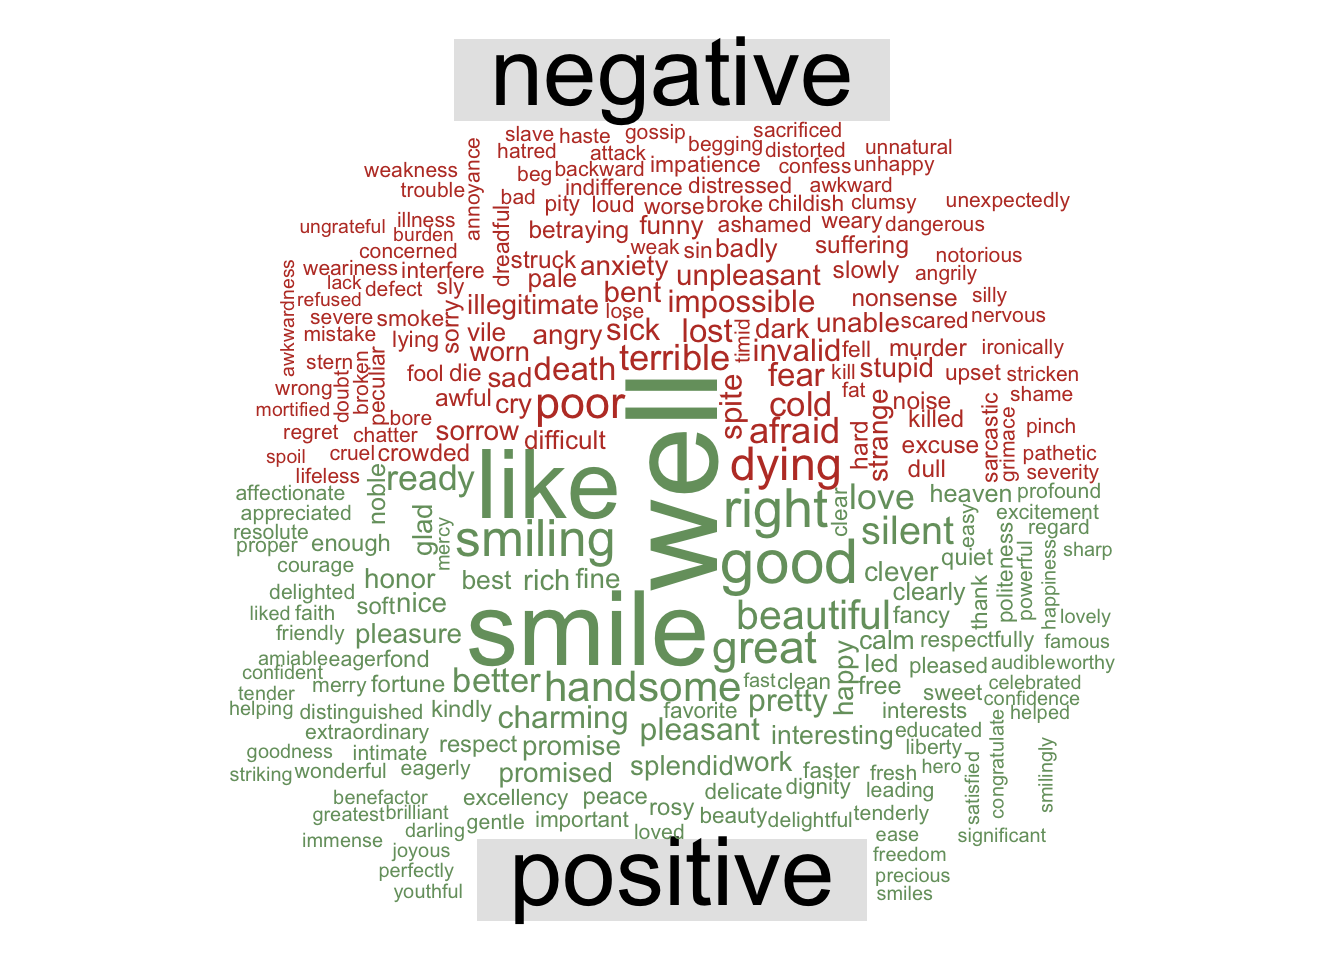 negative
slave haste gossip sacrificed
hatred attack begging distorted unnatural
weakness annoyance beg backward impatience confess unhappy
trouble bad indifference distressed awkward
ungrateful illness pity loud worse broke childish clumsy unexpectedly
burden dreadful betraying funny ashamed weary dangerous
concerned struck weak sin badly suffering notorious
weariness interfere pale anxiety unpleasant slowly angrily
awkwardness lack defect sly bent
refused illegitimate lose impossible nonsense silly
severe smoke sorry vile angry sick lost timid dark unable scared nervous
mistake lying worn terrible invalid fell murder ironically
stern peculiar fool die sad death fear kill stupid upset stricken
wrong doubt broken awful cry poor spite cold fat noise shame
mortified bore hard strange killed sarcastic grimace pinch
regret chatter sorrow difficult afraid excuse
spoil cruel crowded dying dull pathetic
lifeless severity
well
noble ready like right clear love heaven profound
affectionate excitement
appreciated glad mercy smiling silent easy regard
resolute
proper enough good quiet politeness powerful happiness sharp
courage honor best rich fine clever
delighted clearly thank
liked faith soft nice smile beautiful fancy lovely
friendly pleasure great calm respectfully famous
amiable eager fond happy led pleased audible worthy
confident merry fortune better handsome fast clean free celebrated
tender pretty sweet confidence
helping distinguished kindly charming favorite interests helped
extraordinary pleasant interesting educated
goodness intimate respect promise liberty congratulate smilingly
striking wonderful eagerly promised splendid work faster fresh hero satisfied
benefactor excellency peace delicate dignity leading
greatest brilliant gentle important rosy beauty delightful tenderly
immense darling loved ease significant
joyous positive freedom
perfectly precious
youthful smiles